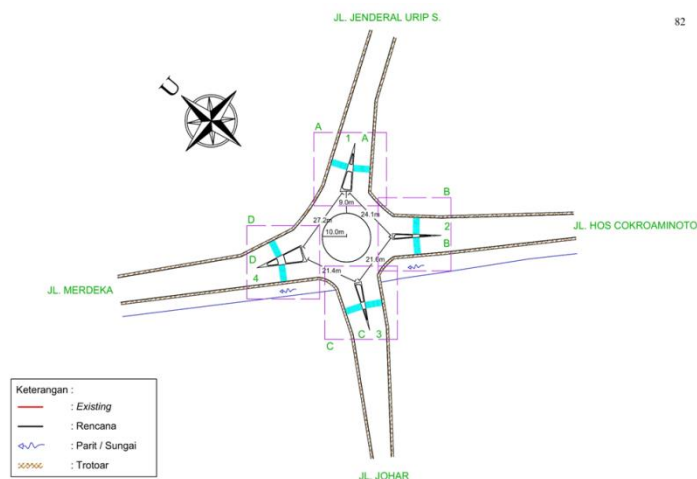 82
JL. JENDERAL URIP S.
U
A
1 A
B
9.0m
27.2m
24.1m
D
10.0m
2
JL. HOS COKROAMINOTO
D
B
21.4m
21.6m
4
JL. MERDEKA
C
C 3
Keterangan :
: Existing
: Rencana
: Parit / Sungai
: Trotoar
JL. JOHAR